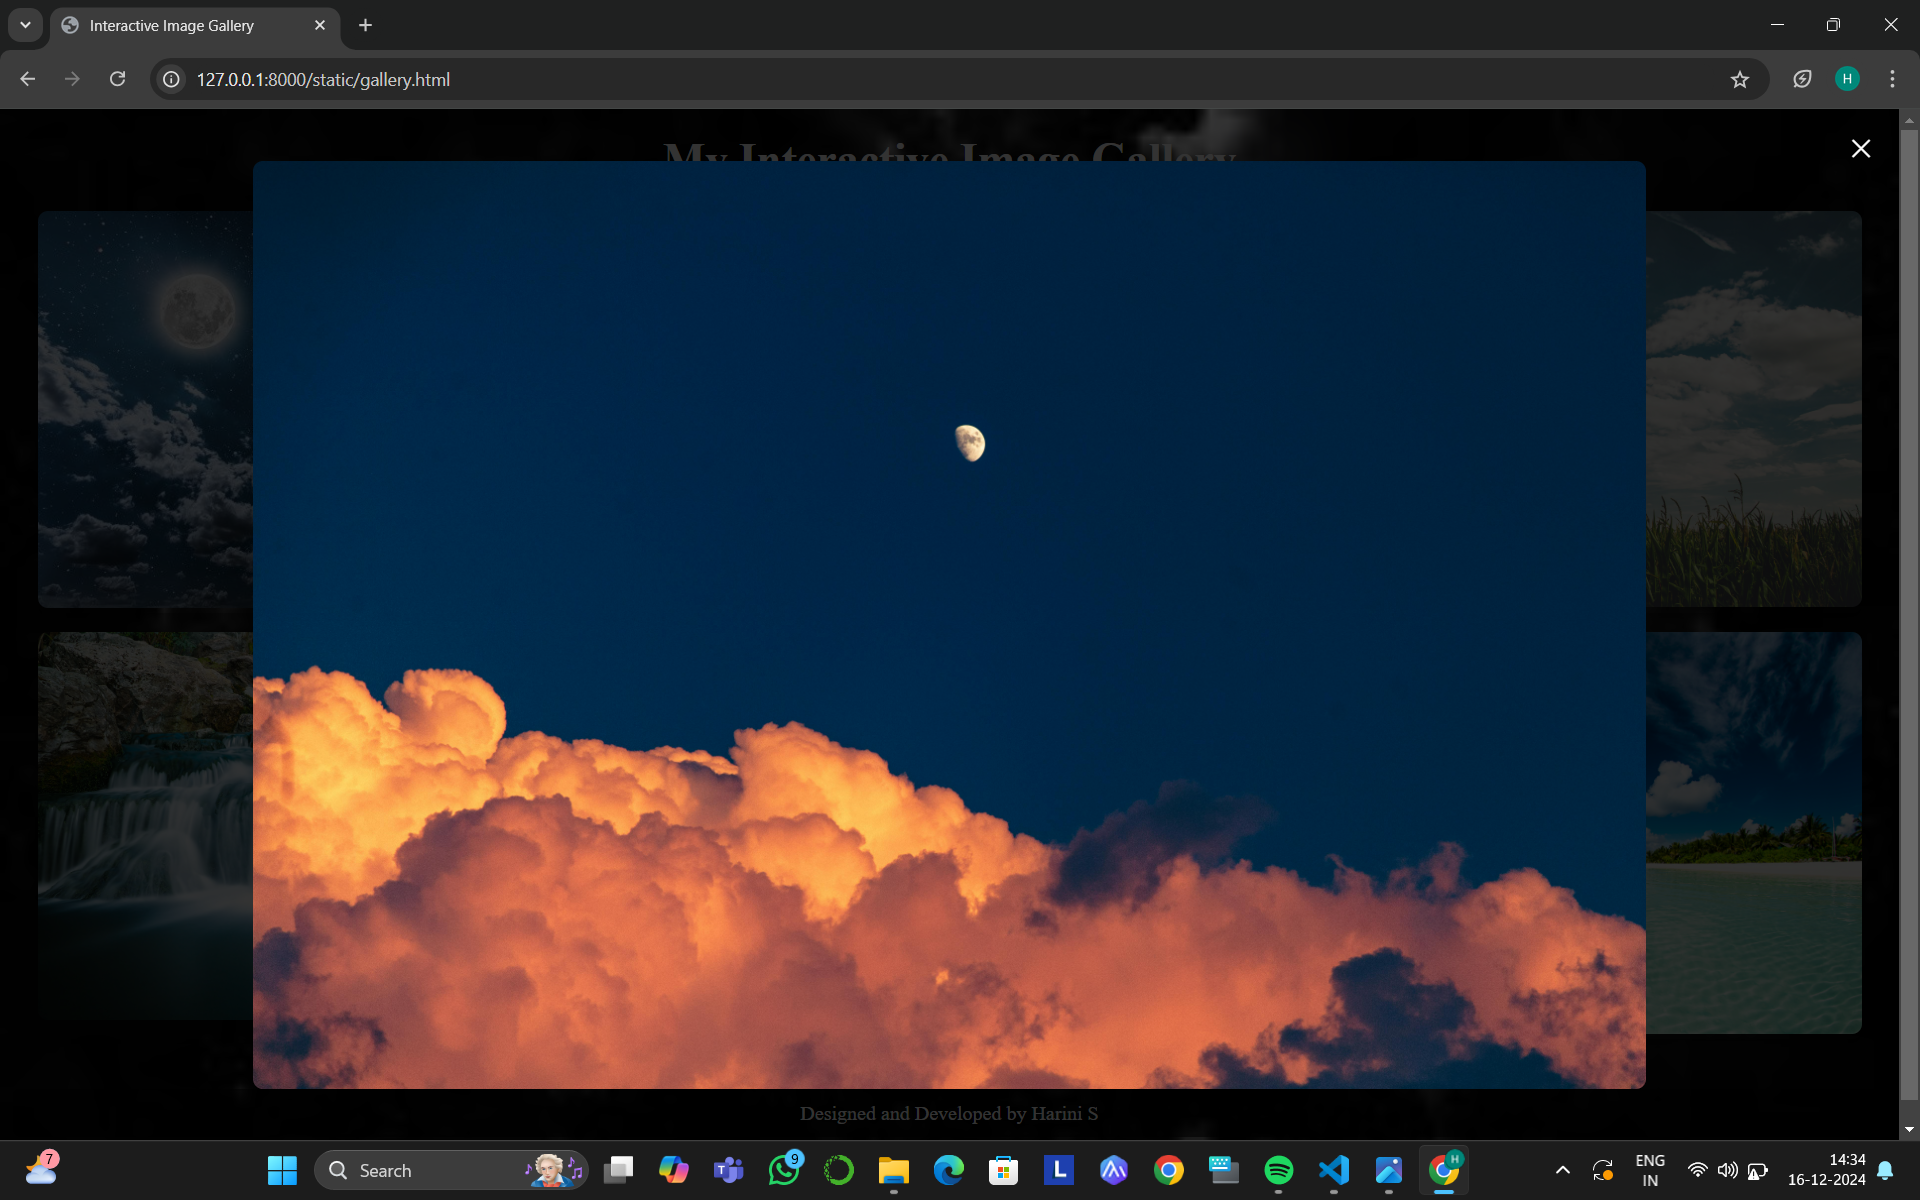 Interactive Image Gallery
127.0.0.1:8000/static/gallery.html
H
My Interactive Image Gallery
Designed and Developed by Harini S
7
Search
T
9
L
H
ENG
IN
14:34
16-12-2024